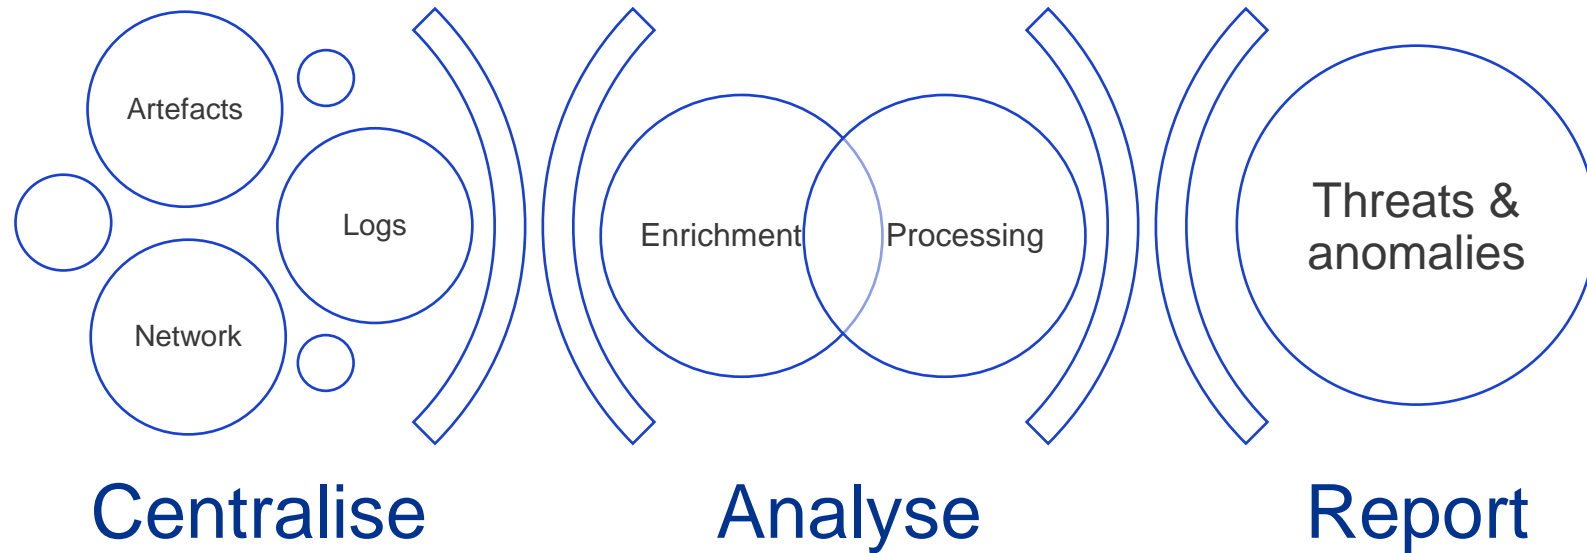 Artefacts
Logs
Network
Enrichment
Processing
Threats &
anomalies
Centralise
Analyse
Report